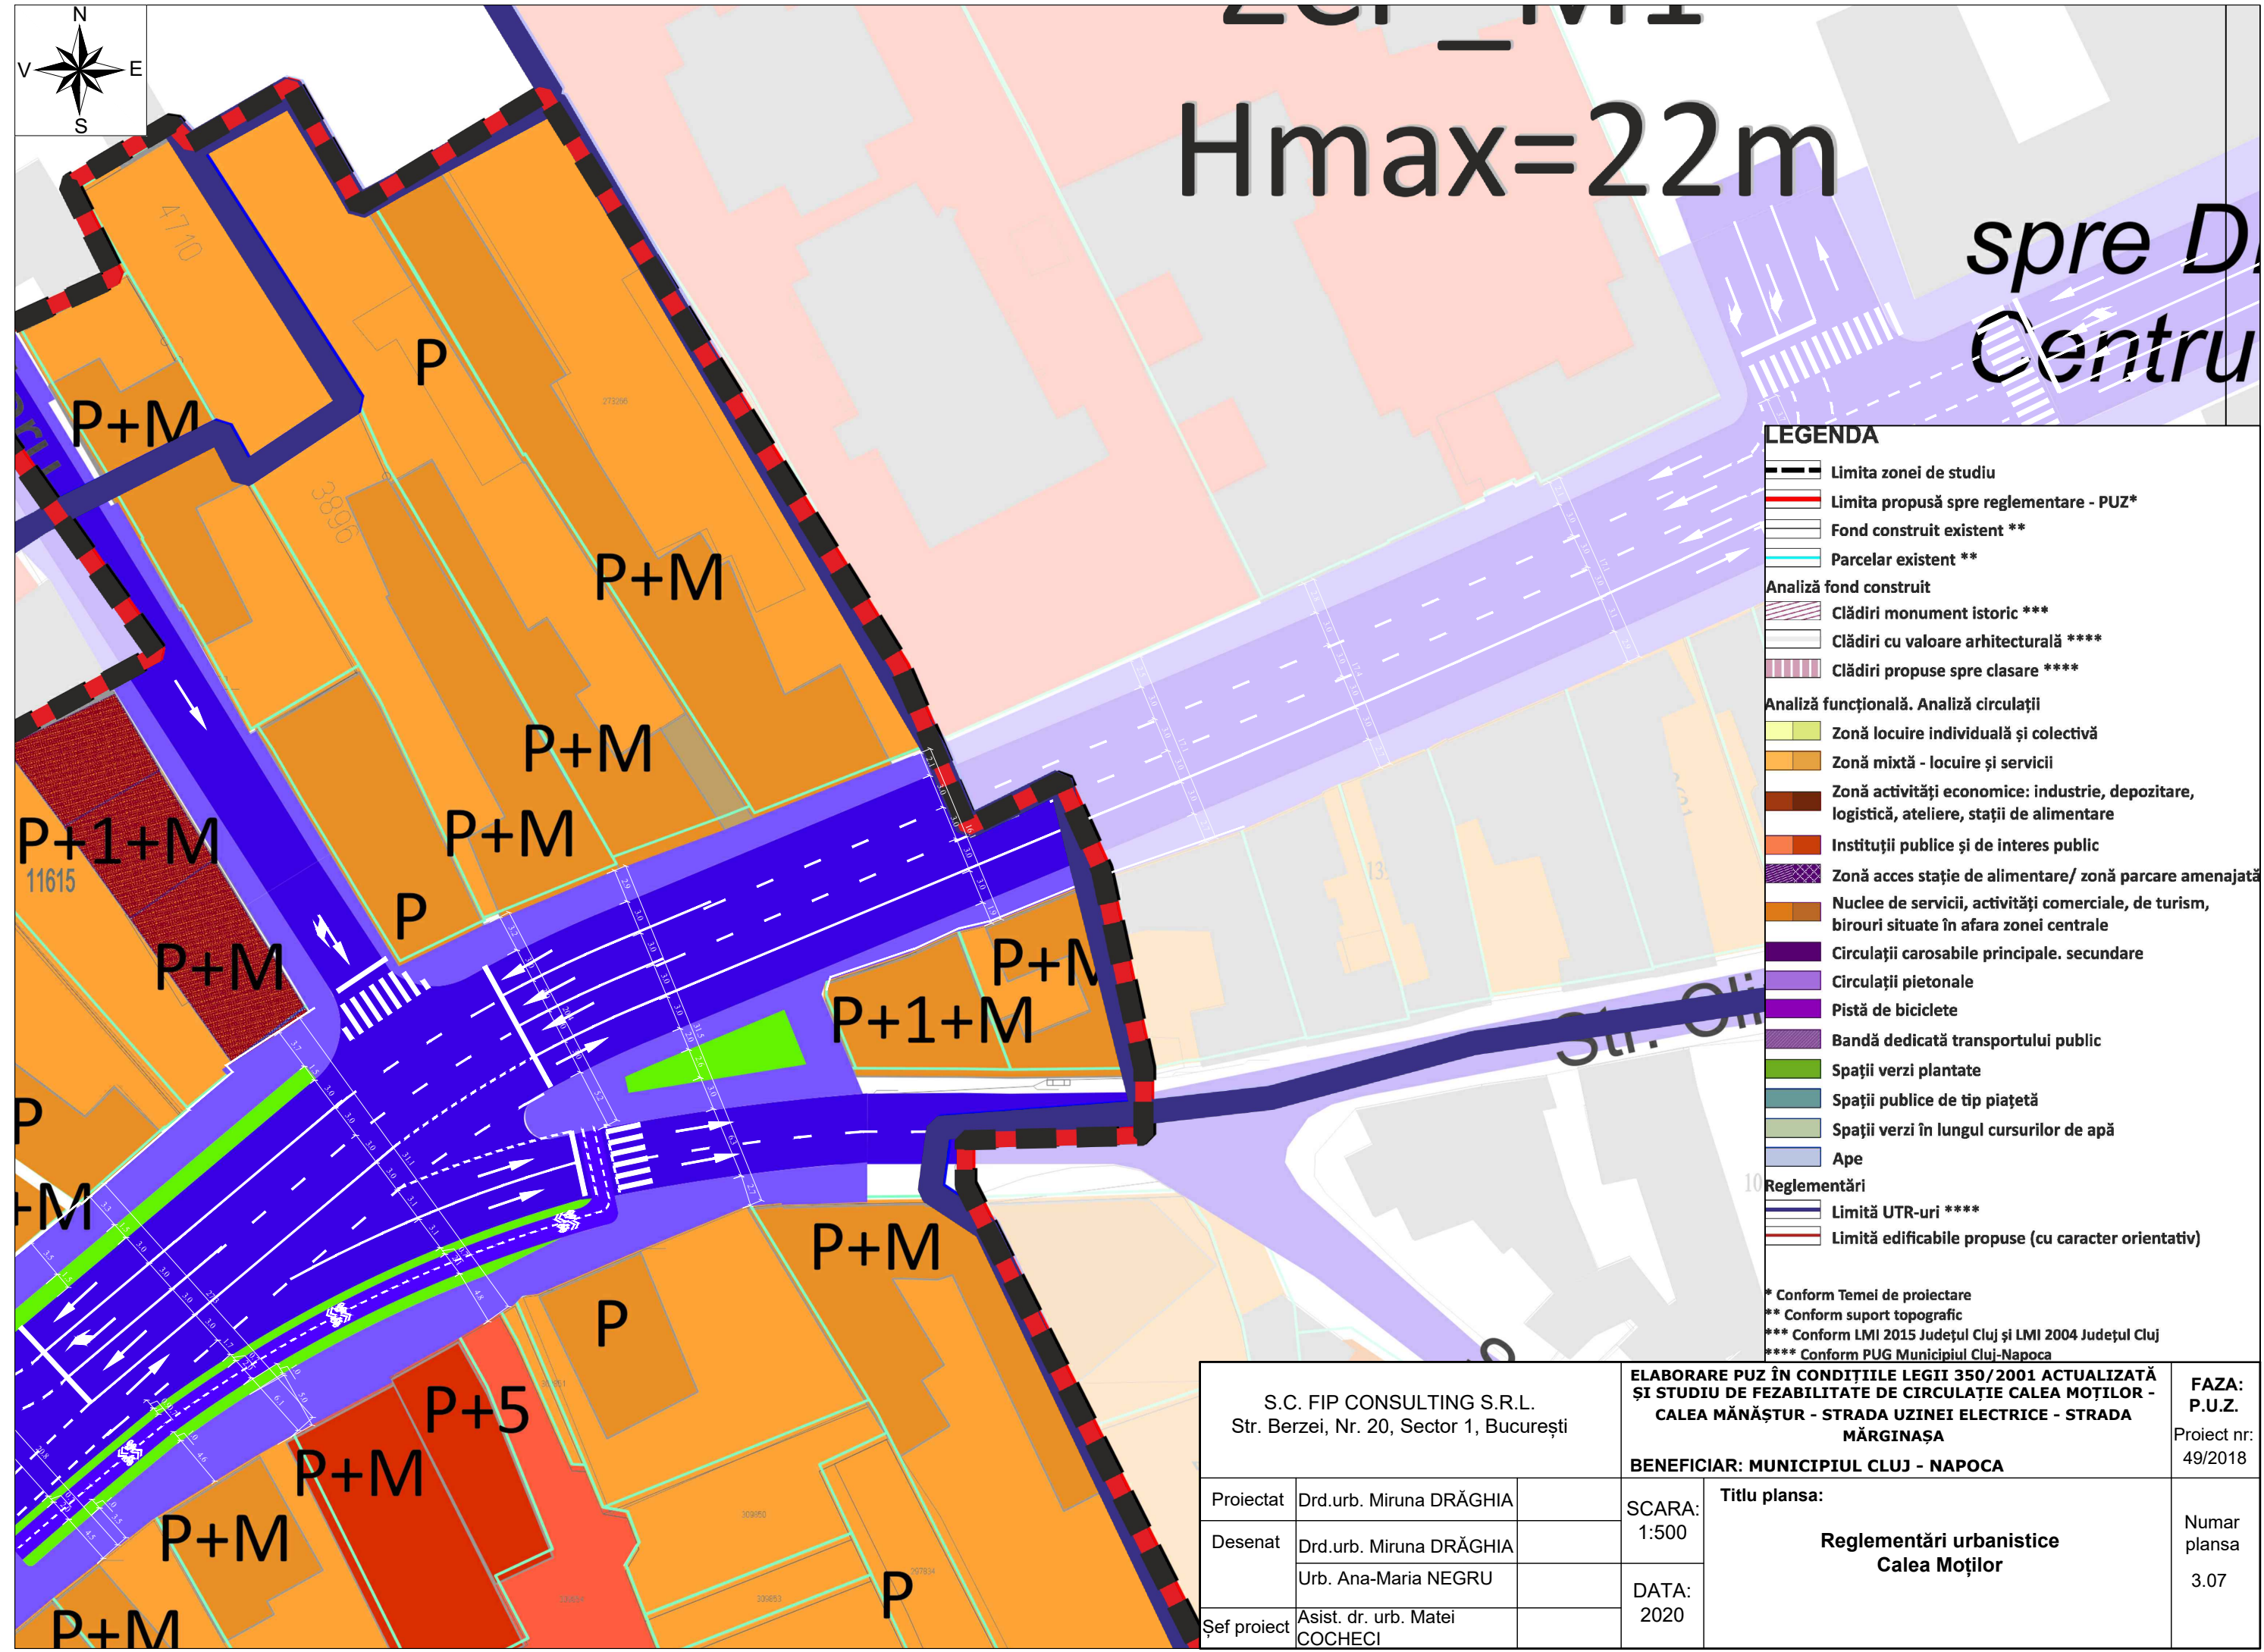 N
V
E
S
Hmax=22m
spre
Centru
4710
P
273266
P+M
3896
P+M
P+M
P+M
P+1+M
11615
P
P+M
P+M
P+1+M
Str.
P
+M
P+M
P
P+5
P+M
P+M
P
P+M
309850
309853
297834
LEGENDA
Limita zonei de studiu
Limita propusă spre reglementare - PUZ*
Fond construit existent **
Parcelar existent **
Analiză fond construit
Clădiri monument istoric ***
Clădiri cu valoare arhitecturală ****
Clădiri propuse spre clasare ****
Analiză funcțională. Analiză circulații
Zonă locuire individuală și colectivă
Zonă mixtă - locuire și servicii
Zonă activități economice: industrie, depozitare,
logistică, ateliere, stații de alimentare
Instituții publice și de interes public
Zonă acces stație de alimentare/ zonă parcare amenajată
Nuclee de servicii, activități comerciale, de turism,
birouri situate în afara zonei centrale
Circulații carosabile principale. secundare
Circulații pietonale
Pistă de biciclete
Bandă dedicată transportului public
Spații verzi plantate
Spații publice de tip piațetă
Spații verzi în lungul cursurilor de apă
Ape
Reglementări
Limită UTR-uri ****
Limită edificabile propuse (cu caracter orientativ)
* Conform Temei de proiectare
** Conform suport topografic
*** Conform LMI 2015 Județul Cluj și LMI 2004 Județul Cluj
**** Conform PUG Municipiul Cluj-Napoca
S.C. FIP CONSULTING S.R.L.
Str. Berzei, Nr. 20, Sector 1, București
ELABORARE PUZ ÎN CONDIȚIILE LEGII 350/2001 ACTUALIZATĂ
ȘI STUDIU DE FEZABILITATE DE CIRCULAȚIE CALEA MOȚILOR -
CALEA MĂNĂȘTUR - STRADA UZINEI ELECTRICE - STRADA
MĂRGINAȘA
BENEFICIAR: MUNICIPIUL CLUJ - NAPOCA
FAZA:
P.U.Z.
Proiect nr:
49/2018
Proiectat Drd.urb. Miruna DRĂGHIA
Desenat Drd.urb. Miruna DRĂGHIA
Urb. Ana-Maria NEGRU
Șef proiect Asist. dr. urb. Matei
COCHECI
SCARA:
1:500
DATA:
2020
Titlu plansa:
Reglementări urbanistice
Calea Moților
Numar
plansa
3.07